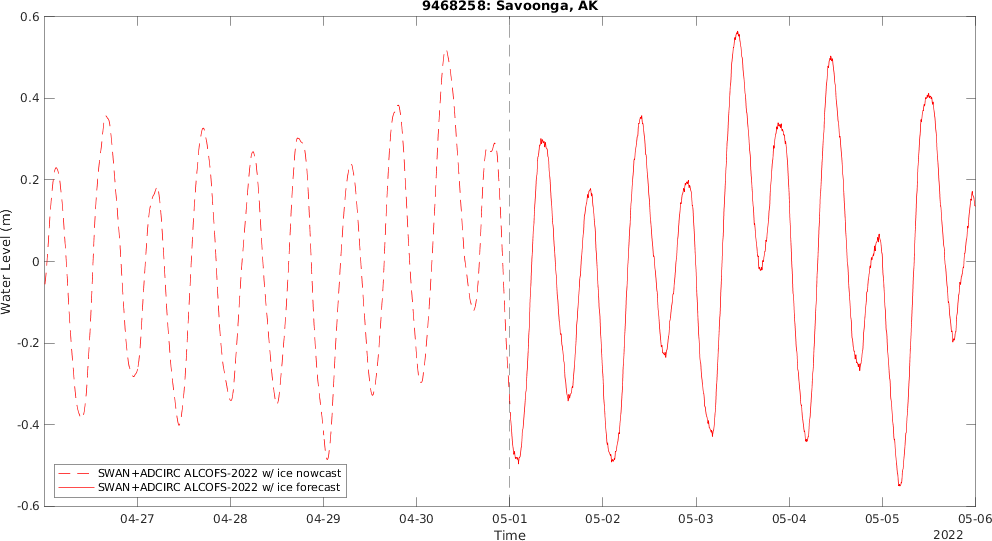 9468258: Savoonga, AK
0.6
0.4
0.2
0
-0.2
-0.4
-0.6
Water Level (m)
SWAN+ADCIRC ALCOFS-2022 w/ ice nowcast
SWAN+ADCIRC ALCOFS-2022 w/ ice forecast
04-27 04-28 04-29 04-30 05-01 05-02 05-03 05-04 05-05 05-06
Time
2022